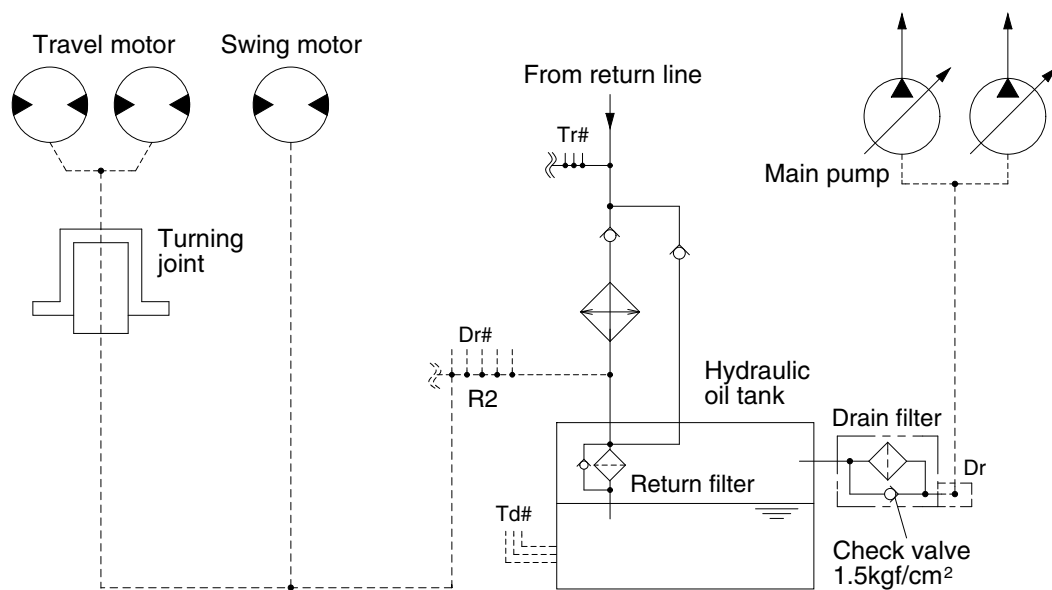 Travel motor
Swing motor
From return line
Tr#
Main pump
Turning
joint
Dr#
R2
Hydraulic
oil tank
Drain filter
Dr
Return filter
Td#
Check valve
1.5kgf/cm²